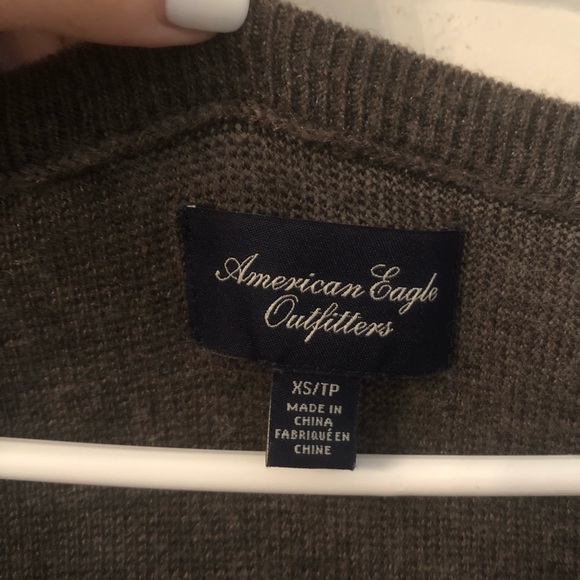 American Eagle
Outfitters
XS/TP
MADE IN
CHINA
FABRIQUÉ EN
CHINE